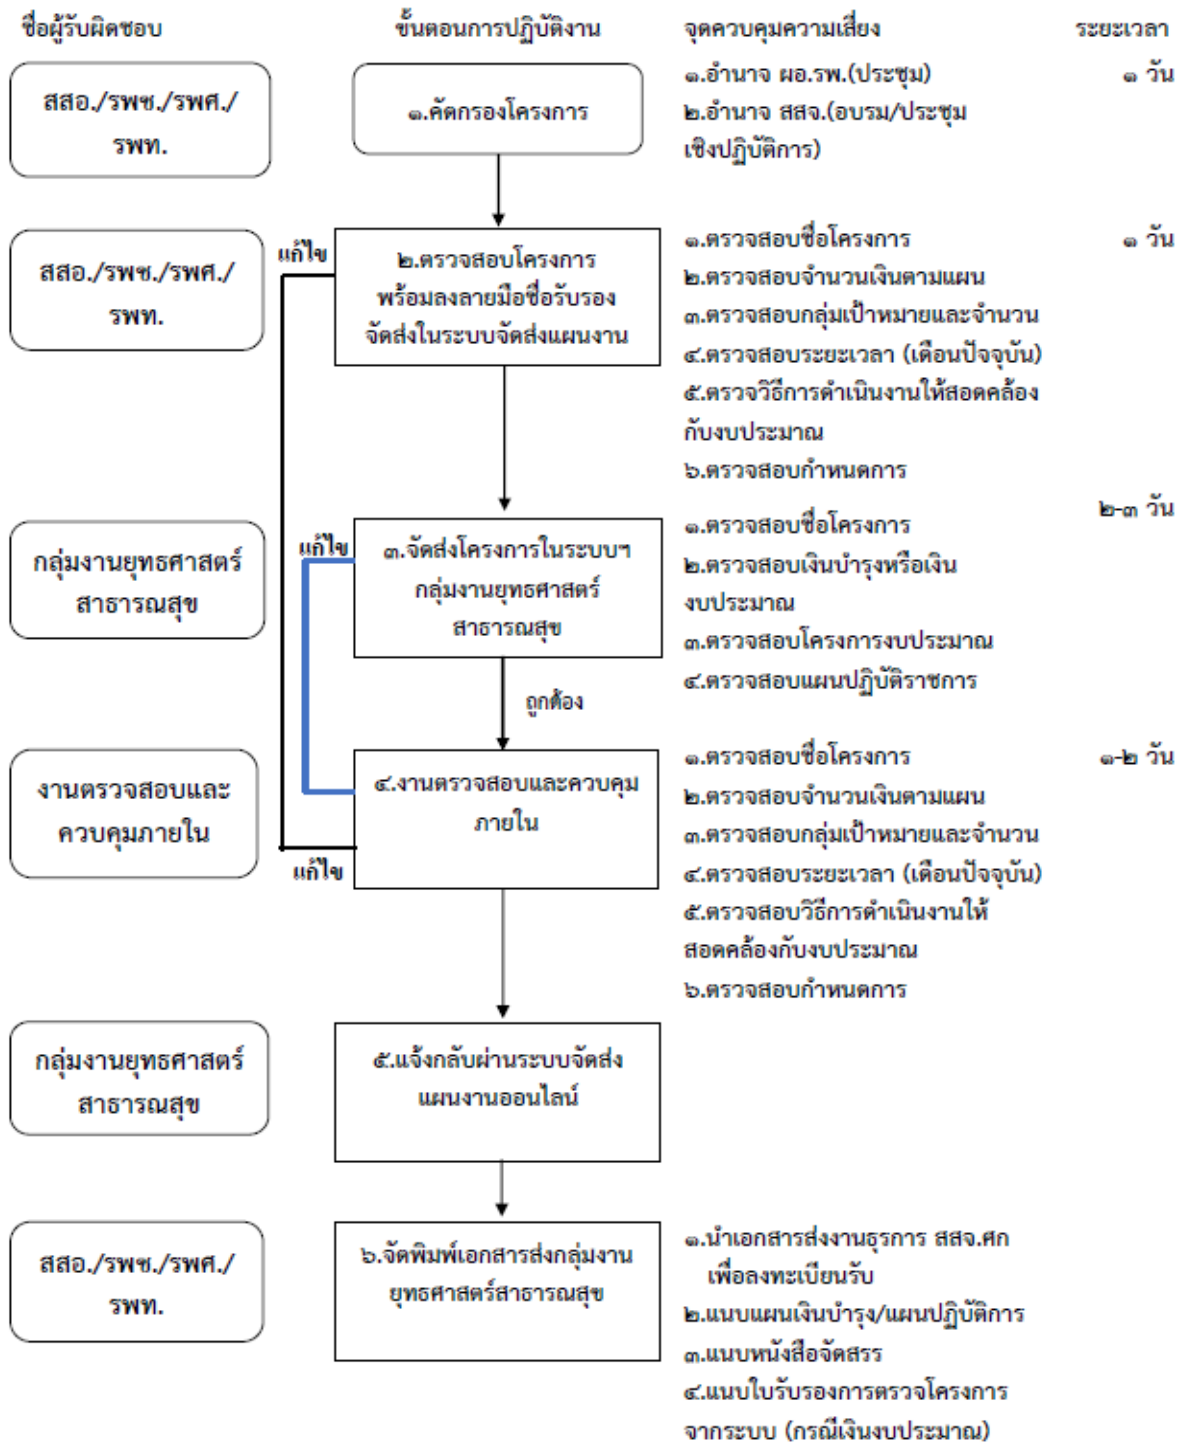 ชื่อผู้รับผิดชอบ ขั้นตอนการปฏิบัติงาน จุดควบคุมความเสี่ยง ระยะเวลา
สสอ./รพช./รพศ./
รพท.
๑.คัดกรองโครงการ
๑.อำนาจ ผอ.รพ.(ประชุม) ๑ วัน
๒.อำนาจ สสจ.(อบรม/ประชุม
เชิงปฏิบัติการ)
สสอ./รพช./รพศ./
รพท.
แก้ไข
๒.ตรวจสอบโครงการ
พร้อมลงลายมือชื่อรับรอง
จัดส่งในระบบจัดส่งแผนงาน
๑.ตรวจสอบชื่อโครงการ ๑ วัน
๒.ตรวจสอบจำนวนเงินตามแผน
๓.ตรวจสอบกลุ่มเป้าหมายและจำนวน
๔.ตรวจสอบระยะเวลา (เดือนปัจจุบัน)
๕.ตรวจวิธีการดำเนินงานให้สอดคล้อง
กับงบประมาณ
๖.ตรวจสอบกำหนดการ
กลุ่มงานยุทธศาสตร์
สาธารณสุข
แก้ไข
๓.จัดส่งโครงการในระบบฯ
กลุ่มงานยุทธศาสตร์
สาธารณสุข
๒-๓ วัน
๑.ตรวจสอบชื่อโครงการ
๒.ตรวจสอบเงินบำรุงหรือเงิน
งบประมาณ
๓.ตรวจสอบโครงการงบประมาณ
๔.ตรวจสอบแผนปฏิบัติราชการ
ถูกต้อง
งานตรวจสอบและ
ควบคุมภายใน
๔.งานตรวจสอบและควบคุม
ภายใน
แก้ไข
๑.ตรวจสอบชื่อโครงการ ๑-๒ วัน
๒.ตรวจสอบจำนวนเงินตามแผน
๓.ตรวจสอบกลุ่มเป้าหมายและจำนวน
๔.ตรวจสอบระยะเวลา (เดือนปัจจุบัน)
๕.ตรวจสอบวิธีการดำเนินงานให้
สอดคล้องกับงบประมาณ
๖.ตรวจสอบกำหนดการ
กลุ่มงานยุทธศาสตร์
สาธารณสุข
๕.แจ้งกลับผ่านระบบจัดส่ง
แผนงานออนไลน์
สสอ./รพช./รพศ./
รพท.
๖.จัดพิมพ์เอกสารส่งกลุ่มงาน
ยุทธศาสตร์สาธารณสุข
๑.นำเอกสารส่งงานธุรการ สสจ.ศก
เพื่อลงทะเบียนรับ
๒.แนบแผนเงินบำรุง/แผนปฏิบัติการ
๓.แนบหนังสือจัดสรร
๔.แนบใบรับรองการตรวจโครงการ
จากระบบ (กรณีเงินงบประมาณ)